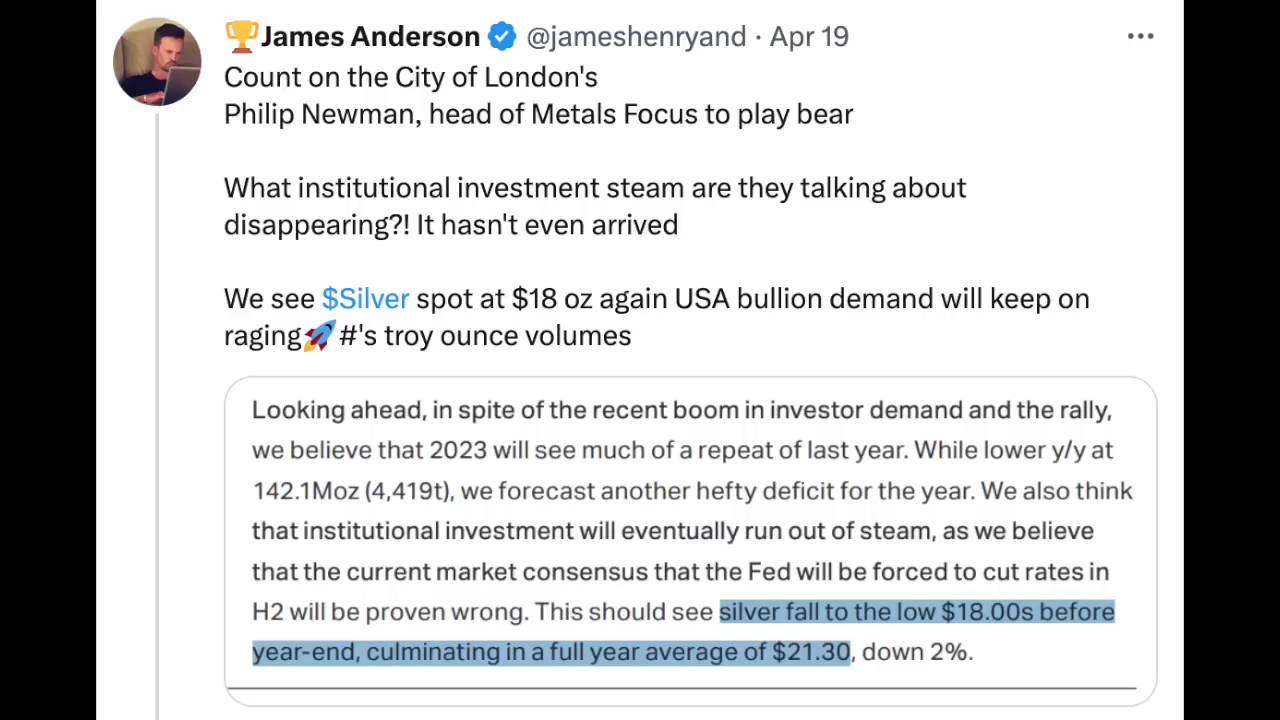 🏆James Anderson @jameshenryand · Apr 19
Count on the City of London's
Philip Newman, head of Metals Focus to play bear
What institutional investment steam are they talking about
disappearing?! It hasn't even arrived
We see $Silver spot at $18 oz again USA bullion demand will keep on
raging🚀#'s troy ounce volumes
Looking ahead, in spite of the recent boom in investor demand and the rally,
we believe that 2023 will see much of a repeat of last year. While lower y/y at
142.1Moz (4,419t), we forecast another hefty deficit for the year. We also think
that institutional investment will eventually run out of steam, as we believe
that the current market consensus that the Fed will be forced to cut rates in
H2 will be proven wrong. This should see silver fall to the low $18.00s before
year-end, culminating in a full year average of $21.30, down 2%.